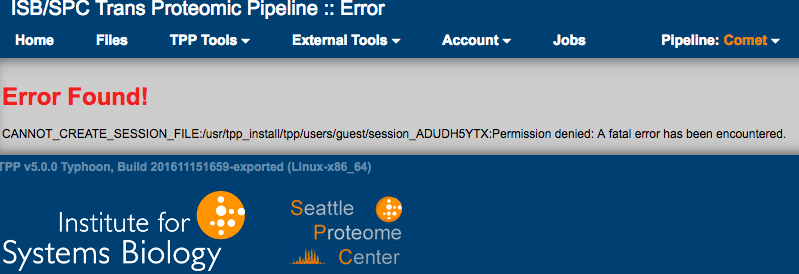 ISB/SPC Trans Proteomic Pipeline :: Error
Home Files TPP Tools External Tools Account Jobs Pipeline: Comet
Error Found!
CANNOT_CREATE_SESSION_FILE:/usr/tpp_install/tpp/users/guest/session_ADUDH5YTX:Permission denied: A fatal error has been encountered.
TPP v5.0.0 Typhoon, Build 201611151659-exported (Linux-x86_64)
Institute for
Systems Biology
Seattle
Proteome
Center